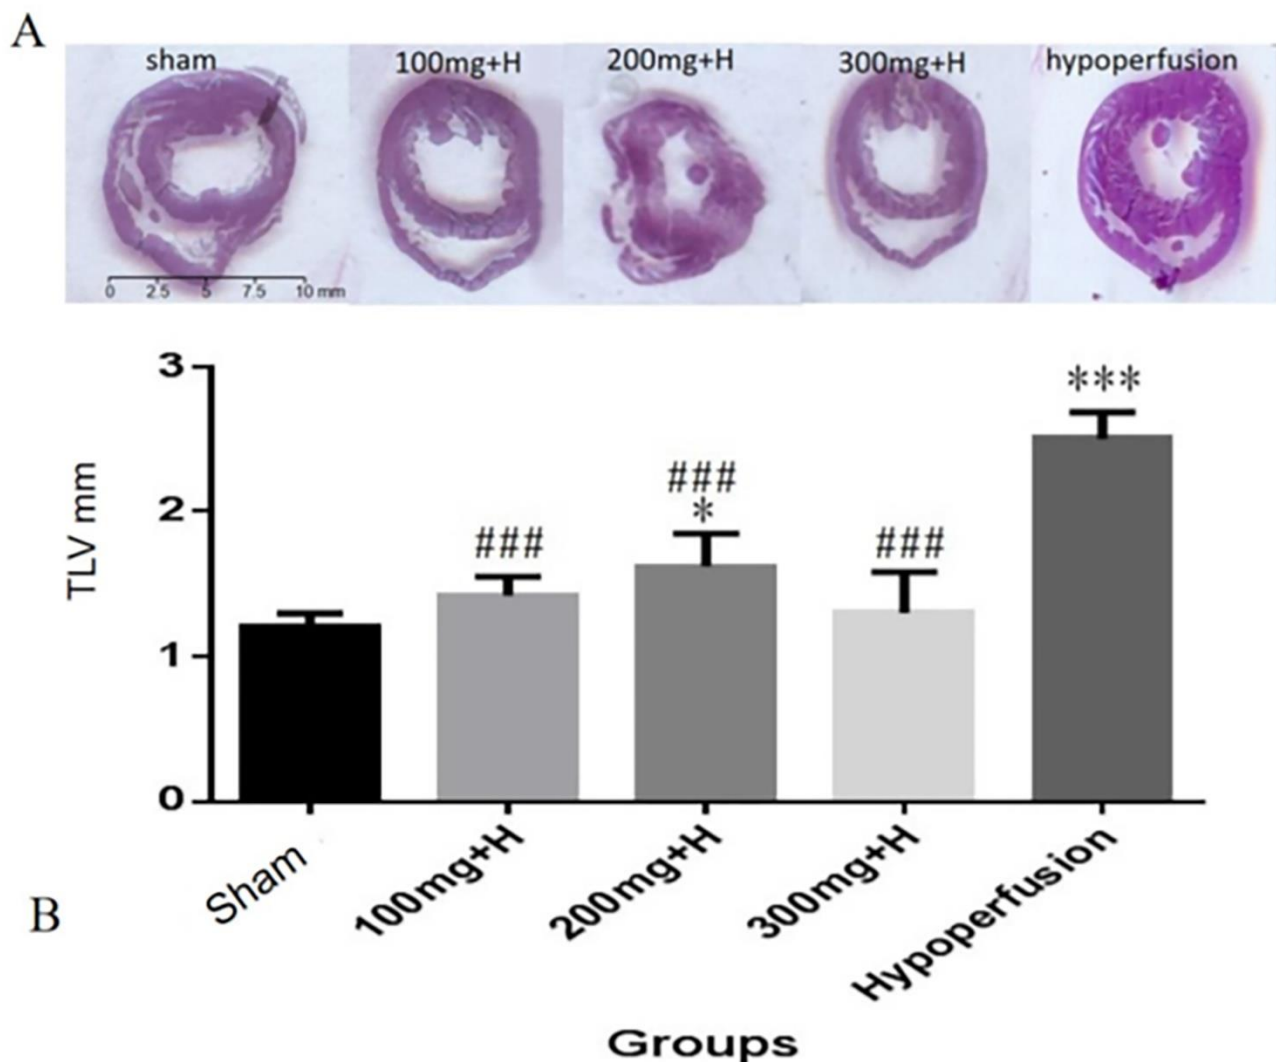 A
sham 100mg+H 200mg+H 300mg+H hypoperfusion
0 2.5 5 7.5 10 mm
3
2
1
0
TLV mm
###
###
*
###
***
Sham 100mg+H 200mg+H 300mg+H Hypoperfusion
B
Groups